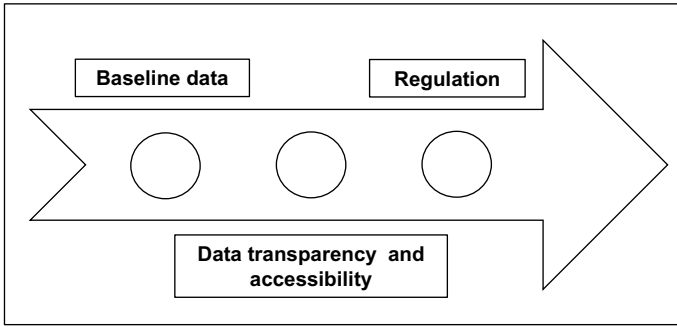 Baseline data
Regulation
Data transparency and
accessibility